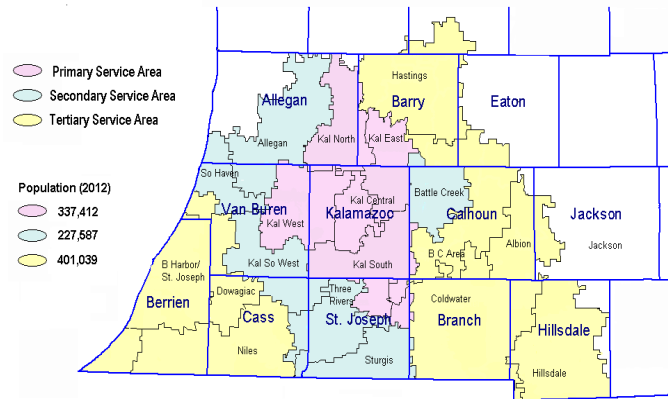 Primary Service Area
Secondary Service Area
Tertiary Service Area
Population (2012)
337,412
227,587
401,039
Hastings
Allegan
Barry
Eaton
Kal North
Kal East
Allegan
So Haven
Battle Creek
Kal Central
Van Buren
Kalamazoo
Calhoun
Jackson
Kal West
Albion
Jackson
B C Area
Kal So West
Kal South
B Harbor/
St. Joseph
Berrien
Dowagiac
Three
Rivers
Coldwater
Cass
St. Joseph
Branch
Hillsdale
Niles
Sturgis
Hillsdale